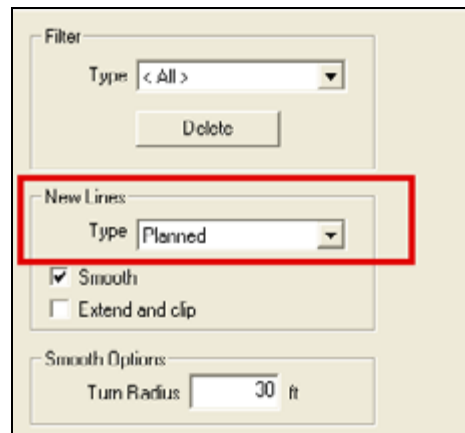 Filter
Type < All >
Delete
New Lines
Type Planned
Smooth
Extend and clip
Smooth Options
Turn Radius 30 ft